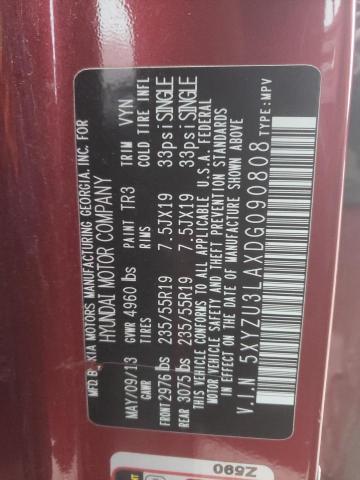 MFD BY KIA MOTORS MANUFACTURING GEORGIA, INC. FOR
HYUNDAI MOTOR COMPANY
MAY/09/13 GVWR 4960 lbs PAINT TR3 TRIM VYN
GAWR TIRES RIMS COLD TIRE INFL
FRONT 2976 lbs 235/55R19 7.5JX19 33psi SINGLE
REAR 3075 lbs 235/55R19 7.5JX19 33psi SINGLE
THIS VEHICLE CONFORMS TO ALL APPLICABLE U.S.A. FEDERAL
MOTOR VEHICLE SAFETY AND THEFT PREVENTION STANDARDS
IN EFFECT ON THE DATE OF MANUFACTURE SHOWN ABOVE
V.I.N 5XYZU3LAXDG090808 TYPE:MPV